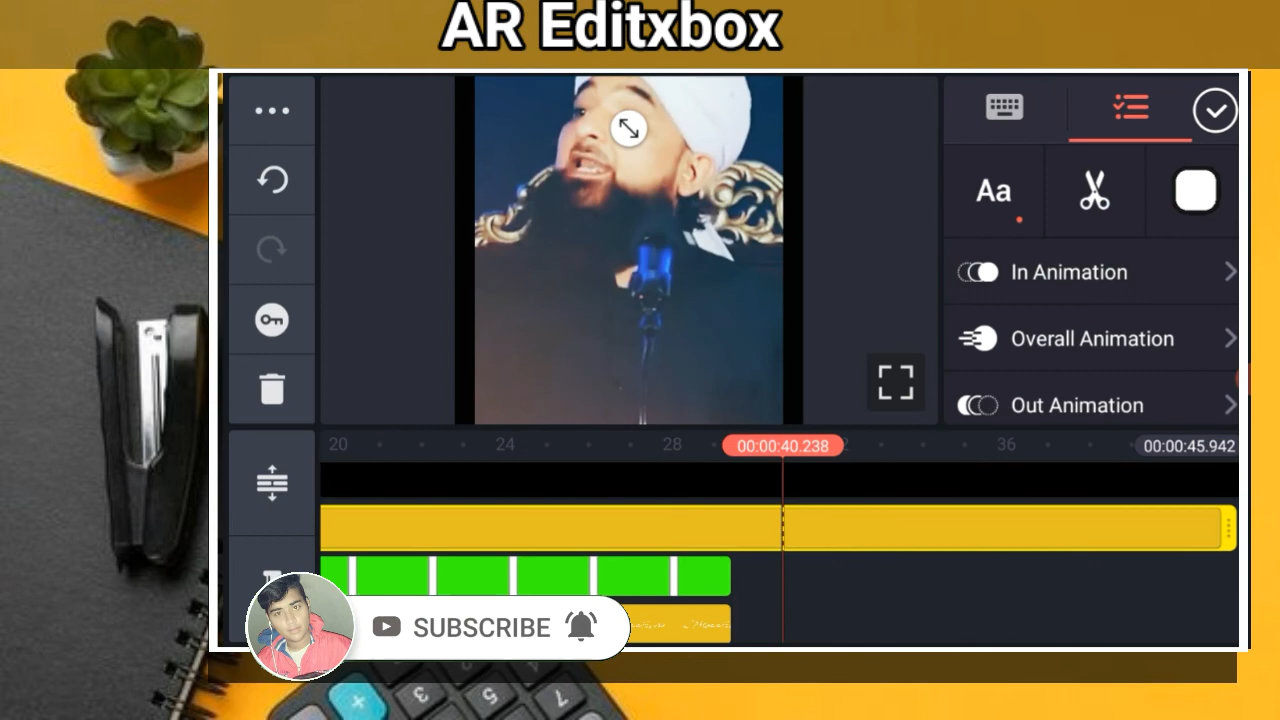 AR Editxbox
Aa
In Animation
Overall Animation
Out Animation
20
24
28
00:00:40.238
36
00:00:45.942
SUBSCRIBE